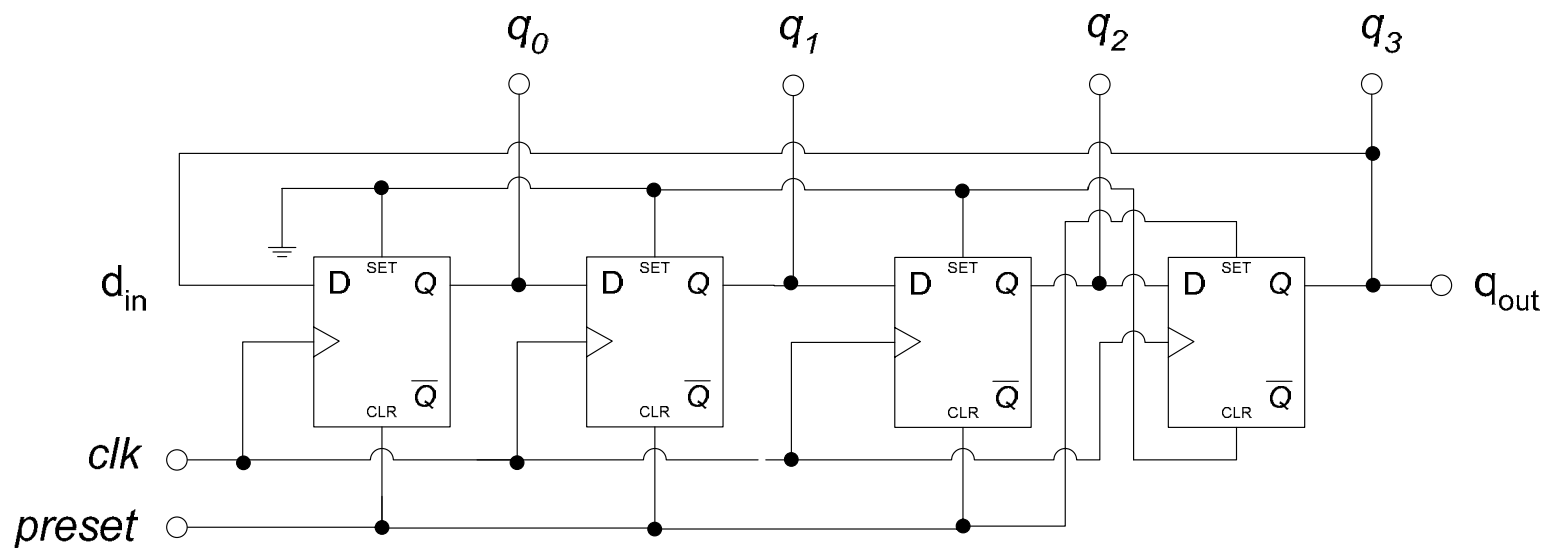 q0 q1 q2 q3
SET SET SET SET
din D Q D Q D Q D Q qout
Q Q Q Q
CLR CLR CLR CLR
clk
preset